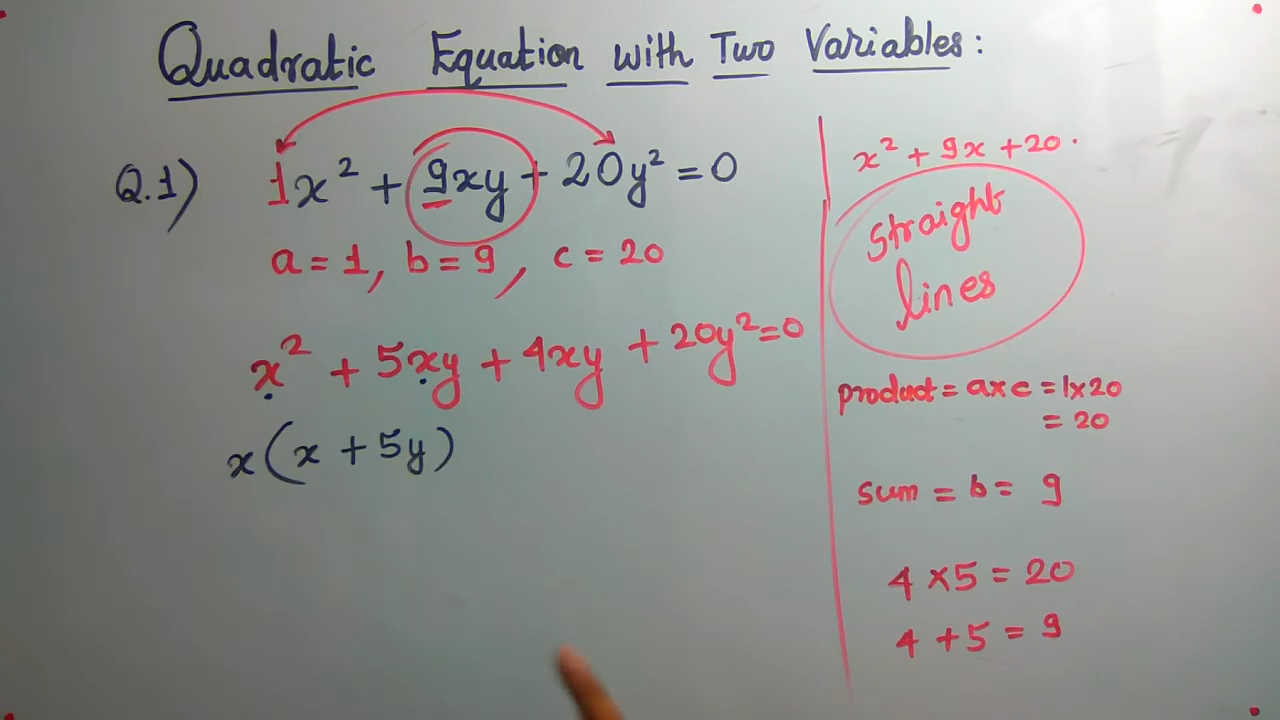 Quadratic Equation with Two Variables:
Q.1) 1x² + 9xy + 20y² = 0
a = 1, b = 9, c = 20
x² + 5xy + 4xy + 20y² = 0
x(x + 5y)
x² + 9x + 20.
straight
lines
product = a×c = 1×20
= 20
sum = b = 9
4 × 5 = 20
4 + 5 = 9